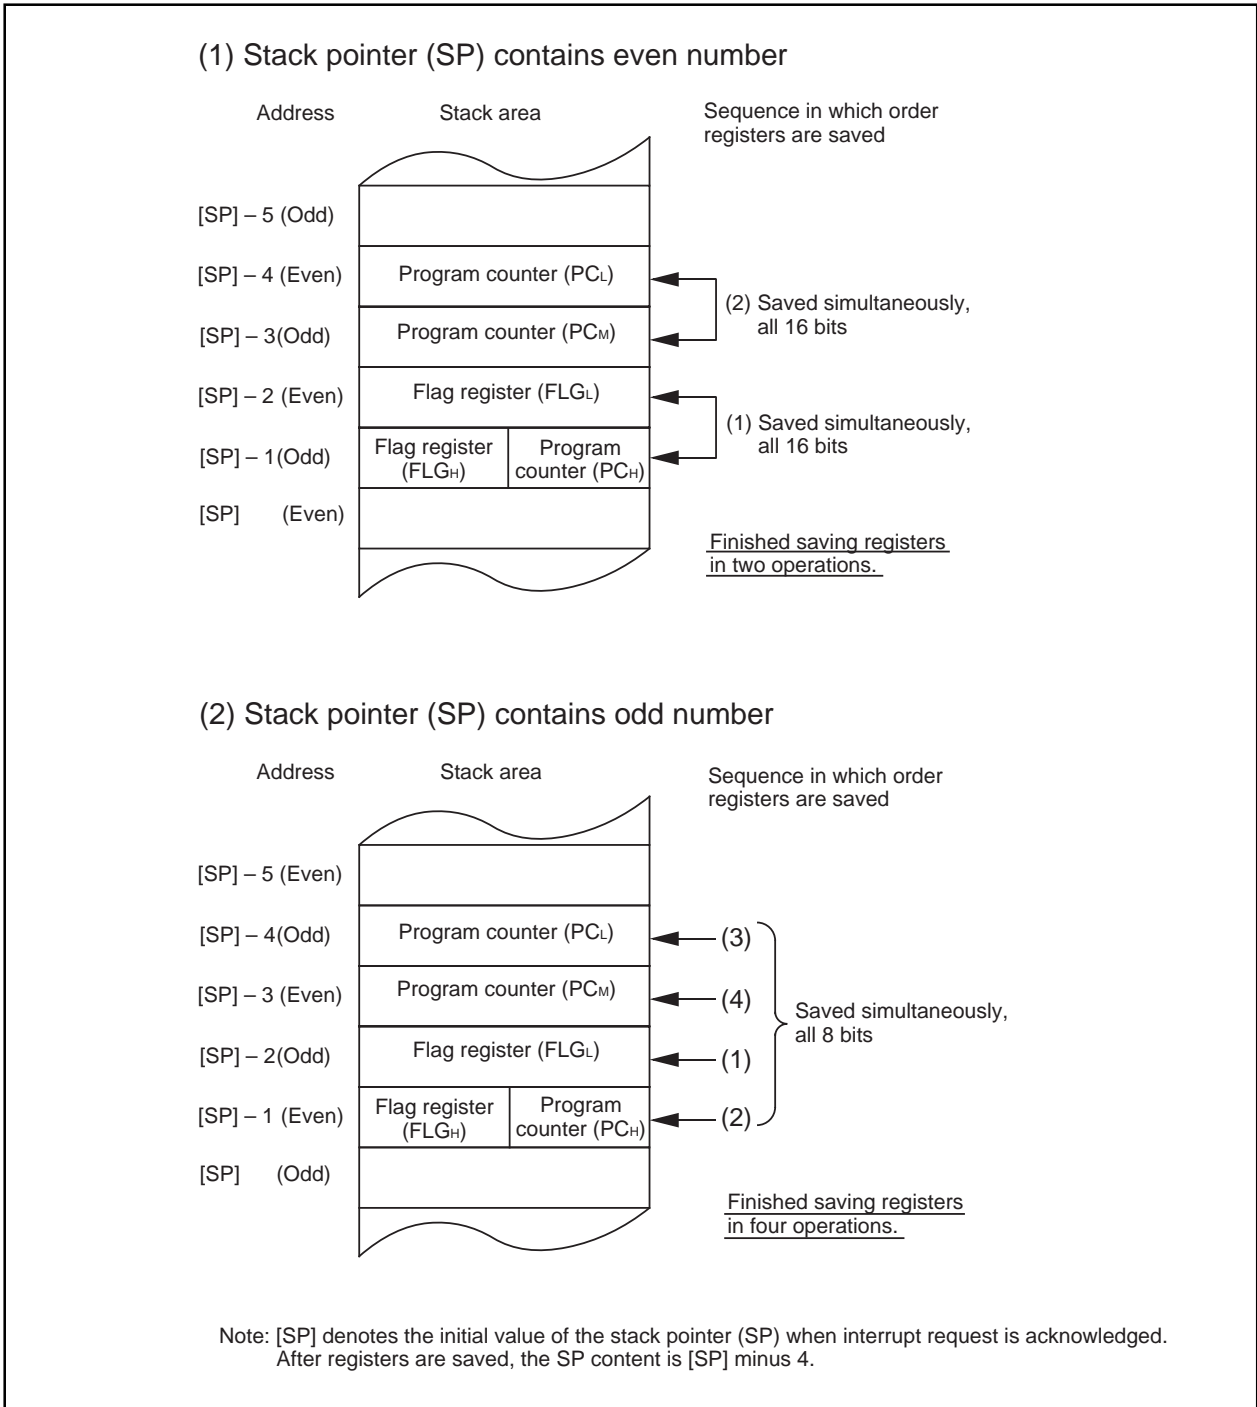 (1) Stack pointer (SP) contains even number
Address
Stack area
Sequence in which order
registers are saved
[SP] – 5 (Odd)
[SP] – 4 (Even)
Program counter (PCL)
[SP] – 3(Odd)
Program counter (PCM)
(2) Saved simultaneously,
all 16 bits
[SP] – 2 (Even)
Flag register (FLGL)
[SP] – 1(Odd)
Flag register
(FLGH)
Program
counter (PCH)
(1) Saved simultaneously,
all 16 bits
[SP] (Even)
Finished saving registers
in two operations.
(2) Stack pointer (SP) contains odd number
Address
Stack area
Sequence in which order
registers are saved
[SP] – 5 (Even)
[SP] – 4(Odd)
Program counter (PCL)
(3)
[SP] – 3 (Even)
Program counter (PCM)
(4)
[SP] – 2(Odd)
Flag register (FLGL)
(1)
[SP] – 1 (Even)
Flag register
(FLGH)
Program
counter (PCH)
(2)
Saved simultaneously,
all 8 bits
[SP] (Odd)
Finished saving registers
in four operations.
Note: [SP] denotes the initial value of the stack pointer (SP) when interrupt request is acknowledged.
After registers are saved, the SP content is [SP] minus 4.